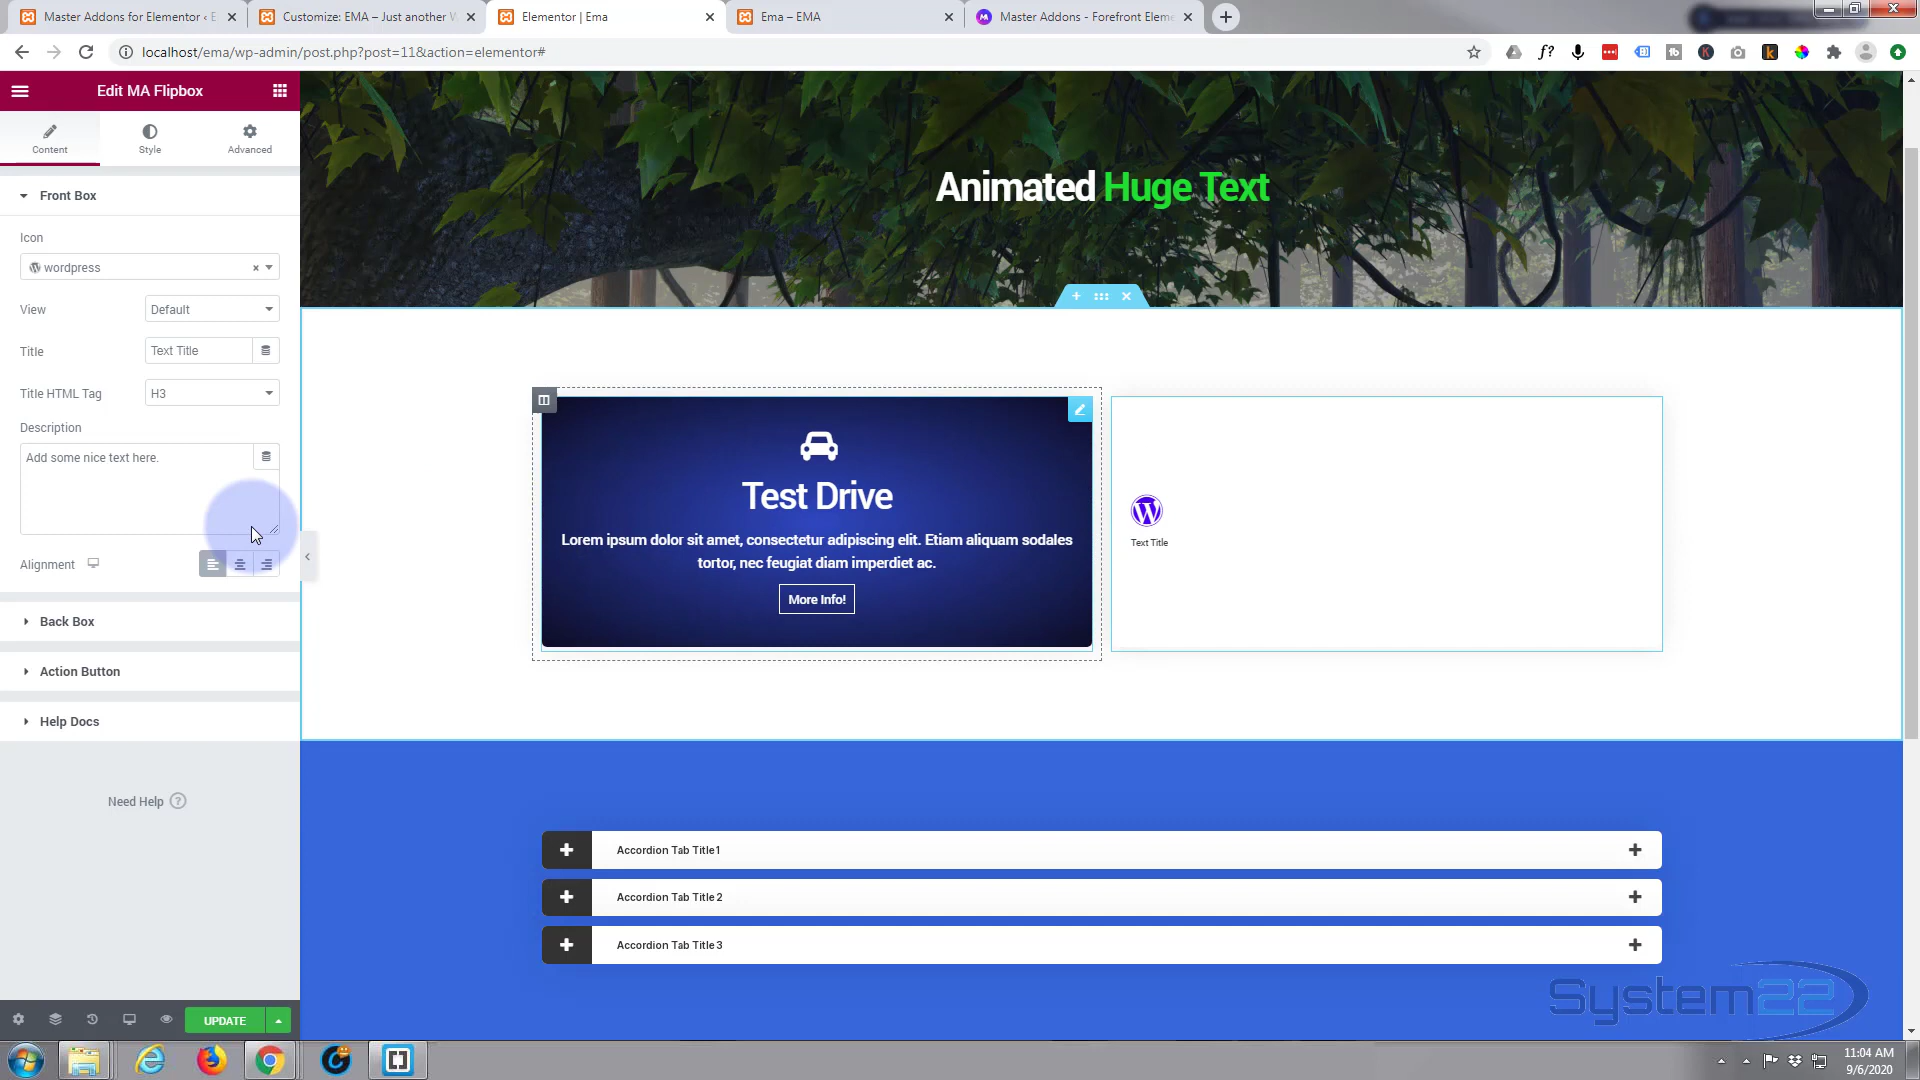 Master Addons for Elementor ‹ E
Customize: EMA – Just another W
Elementor | Ema
Ema – EMA
Master Addons - Forefront Eleme
localhost/ema/wp-admin/post.php?post=11&action=elementor#
Edit MA Flipbox
Content
Style
Advanced
Front Box
Icon
wordpress
View
Default
Title
Text Title
Title HTML Tag
H3
Description
Add some nice text here.
Alignment
Back Box
Action Button
Help Docs
Need Help ?
UPDATE
Animated Huge Text
Test Drive
Lorem ipsum dolor sit amet, consectetur adipiscing elit. Etiam aliquam sodales
tortor, nec feugiat diam imperdiet ac.
More Info!
Text Title
Accordion Tab Title 1
Accordion Tab Title 2
Accordion Tab Title 3
System22
11:04 AM
9/6/2020